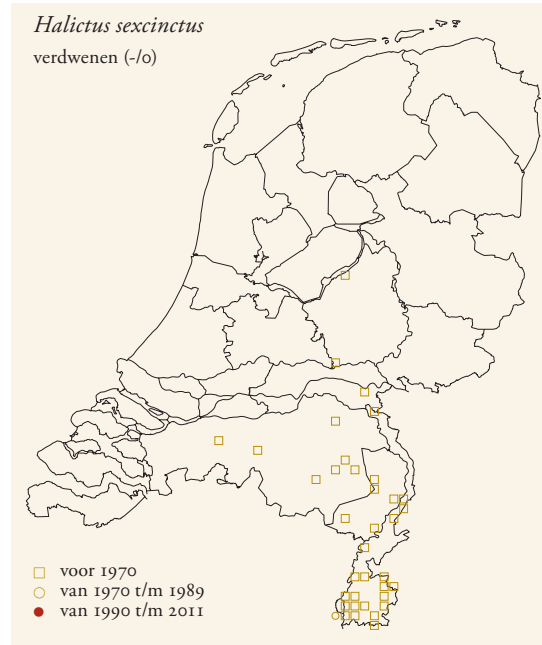 Halictus sexcinctus
verdwenen (-/0)
voor 1970
van 1970 t/m 1989
van 1990 t/m 2011